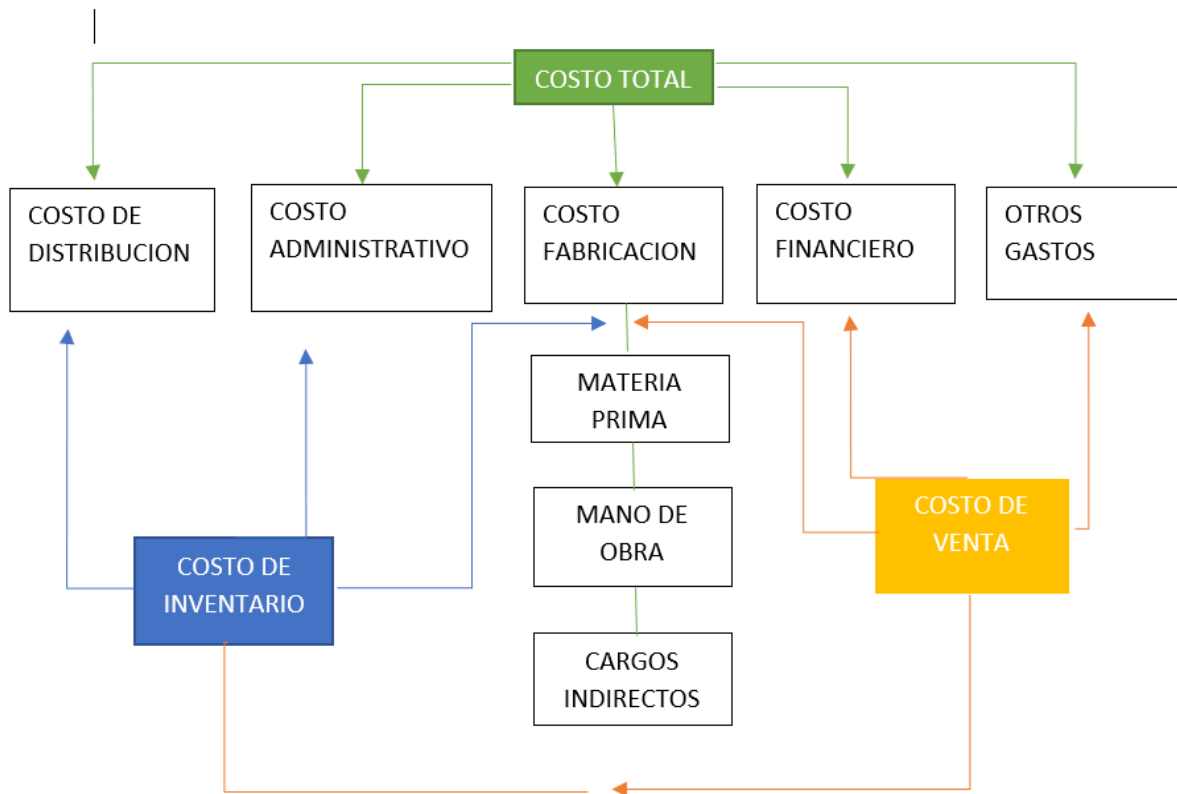 COSTO TOTAL
COSTO DE
DISTRIBUCION
COSTO
ADMINISTRATIVO
COSTO
FABRICACION
COSTO
FINANCIERO
OTROS
GASTOS
MATERIA
PRIMA
MANO DE
OBRA
COSTO DE
VENTA
COSTO DE
INVENTARIO
CARGOS
INDIRECTOS